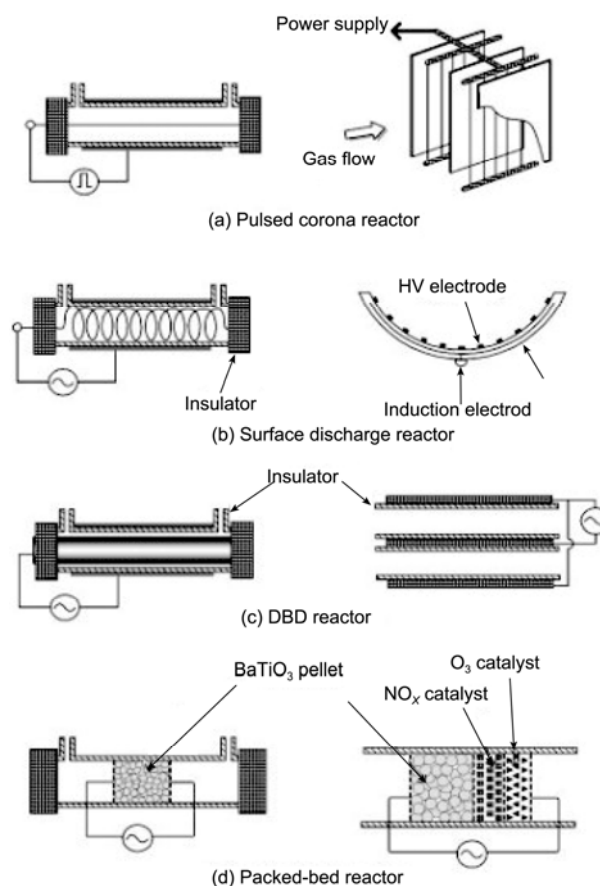 Power supply
Gas flow
(a) Pulsed corona reactor
HV electrode
Insulator
Induction electrod
(b) Surface discharge reactor
Insulator
(c) DBD reactor
O₃ catalyst
BaTiO₃ pellet
NOₓ catalyst
(d) Packed-bed reactor